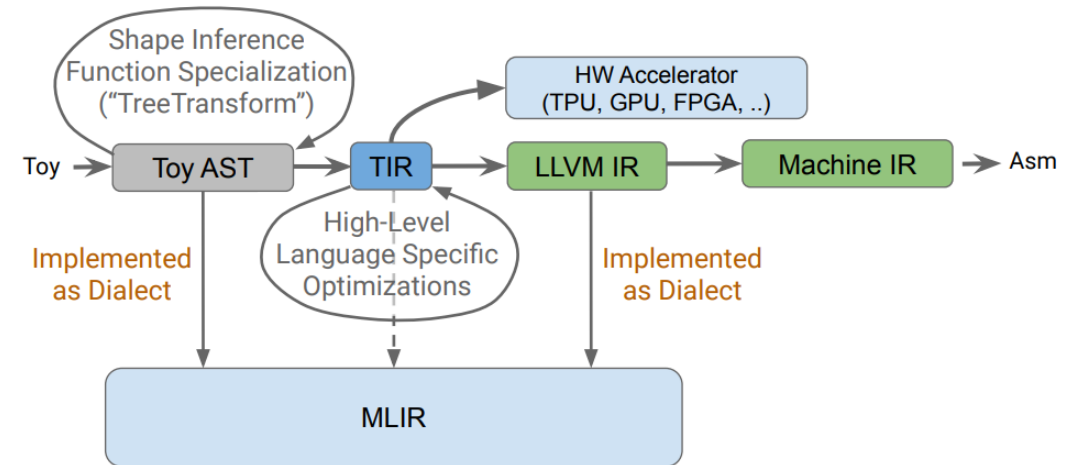 Shape Inference
Function Specialization
(“TreeTransform”)
HW Accelerator
(TPU, GPU, FPGA, ..)
Toy
Toy AST
TIR
LLVM IR
Machine IR
Asm
High-Level
Language Specific
Optimizations
Implemented
as Dialect
Implemented
as Dialect
MLIR